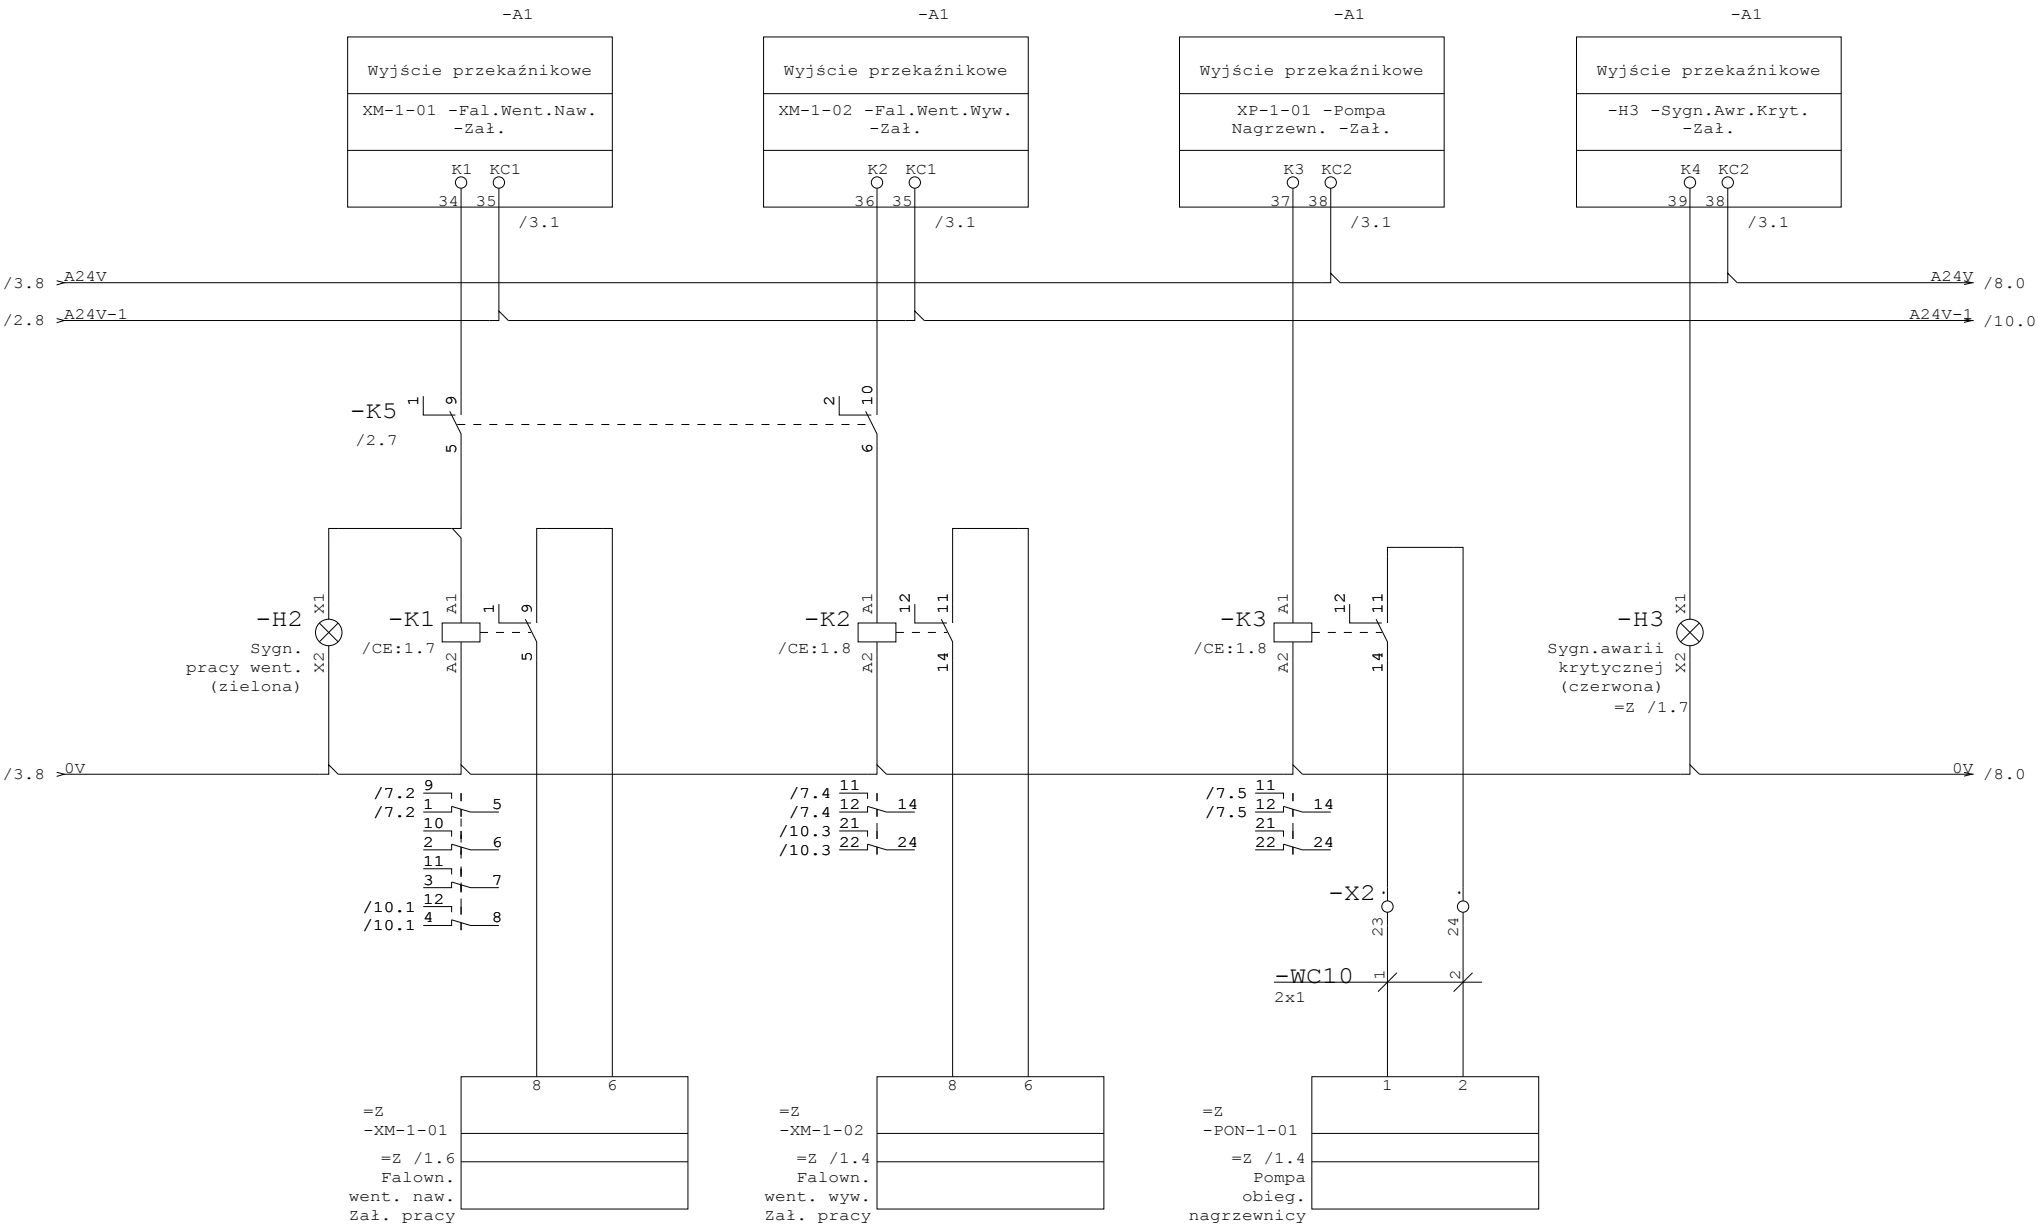 -A1
-A1
-A1
-A1
Wyjście przekaźnikowe
Wyjście przekaźnikowe
Wyjście przekaźnikowe
Wyjście przekaźnikowe
XM-1-01 -Fal.Went.Naw.
-Zał.
XM-1-02 -Fal.Went.Wyw.
-Zał.
XP-1-01 -Pompa
Nagrzewn. -Zał.
-H3 -Sygn.Awr.Kryt.
-Zał.
K1 KC1
K2 KC1
K3 KC2
K4 KC2
34 35
36 35
37 38
39 38
/3.1
/3.1
/3.1
/3.1
/3.8 A24V
A24V /8.0
/2.8 A24V-1
A24V-1 /10.0
-K5
/2.7
1 9
5
2 10
6
-H2
Sygn.
pracy went.
(zielona)
X1
X2
-K1
/CE:1.7
A1
A2
1 9
5
-K2
/CE:1.8
A1
A2
12 11
14
-K3
/CE:1.8
A1
A2
12 11
14
-H3
Sygn.awarii
krytycznej
(czerwona)
=Z /1.7
X1
X2
/3.8 0V
0V /8.0
/7.2 9
/7.2 1 5
10
2 6
11
3 7
/10.1 12
/10.1 4 8
/7.4 11
/7.4 12 14
/10.3 21
/10.3 22 24
/7.5 11
/7.5 12 14
21
22 24
-X2
23
24
-WC10
2x1
1
2
8 6
=Z
-XM-1-01
=Z /1.6
Falown.
went. naw.
Zał. pracy
8 6
=Z
-XM-1-02
=Z /1.4
Falown.
went. wyw.
Zał. pracy
1 2
=Z
-PON-1-01
=Z /1.4
Pompa
obieg.
nagrzewnicy